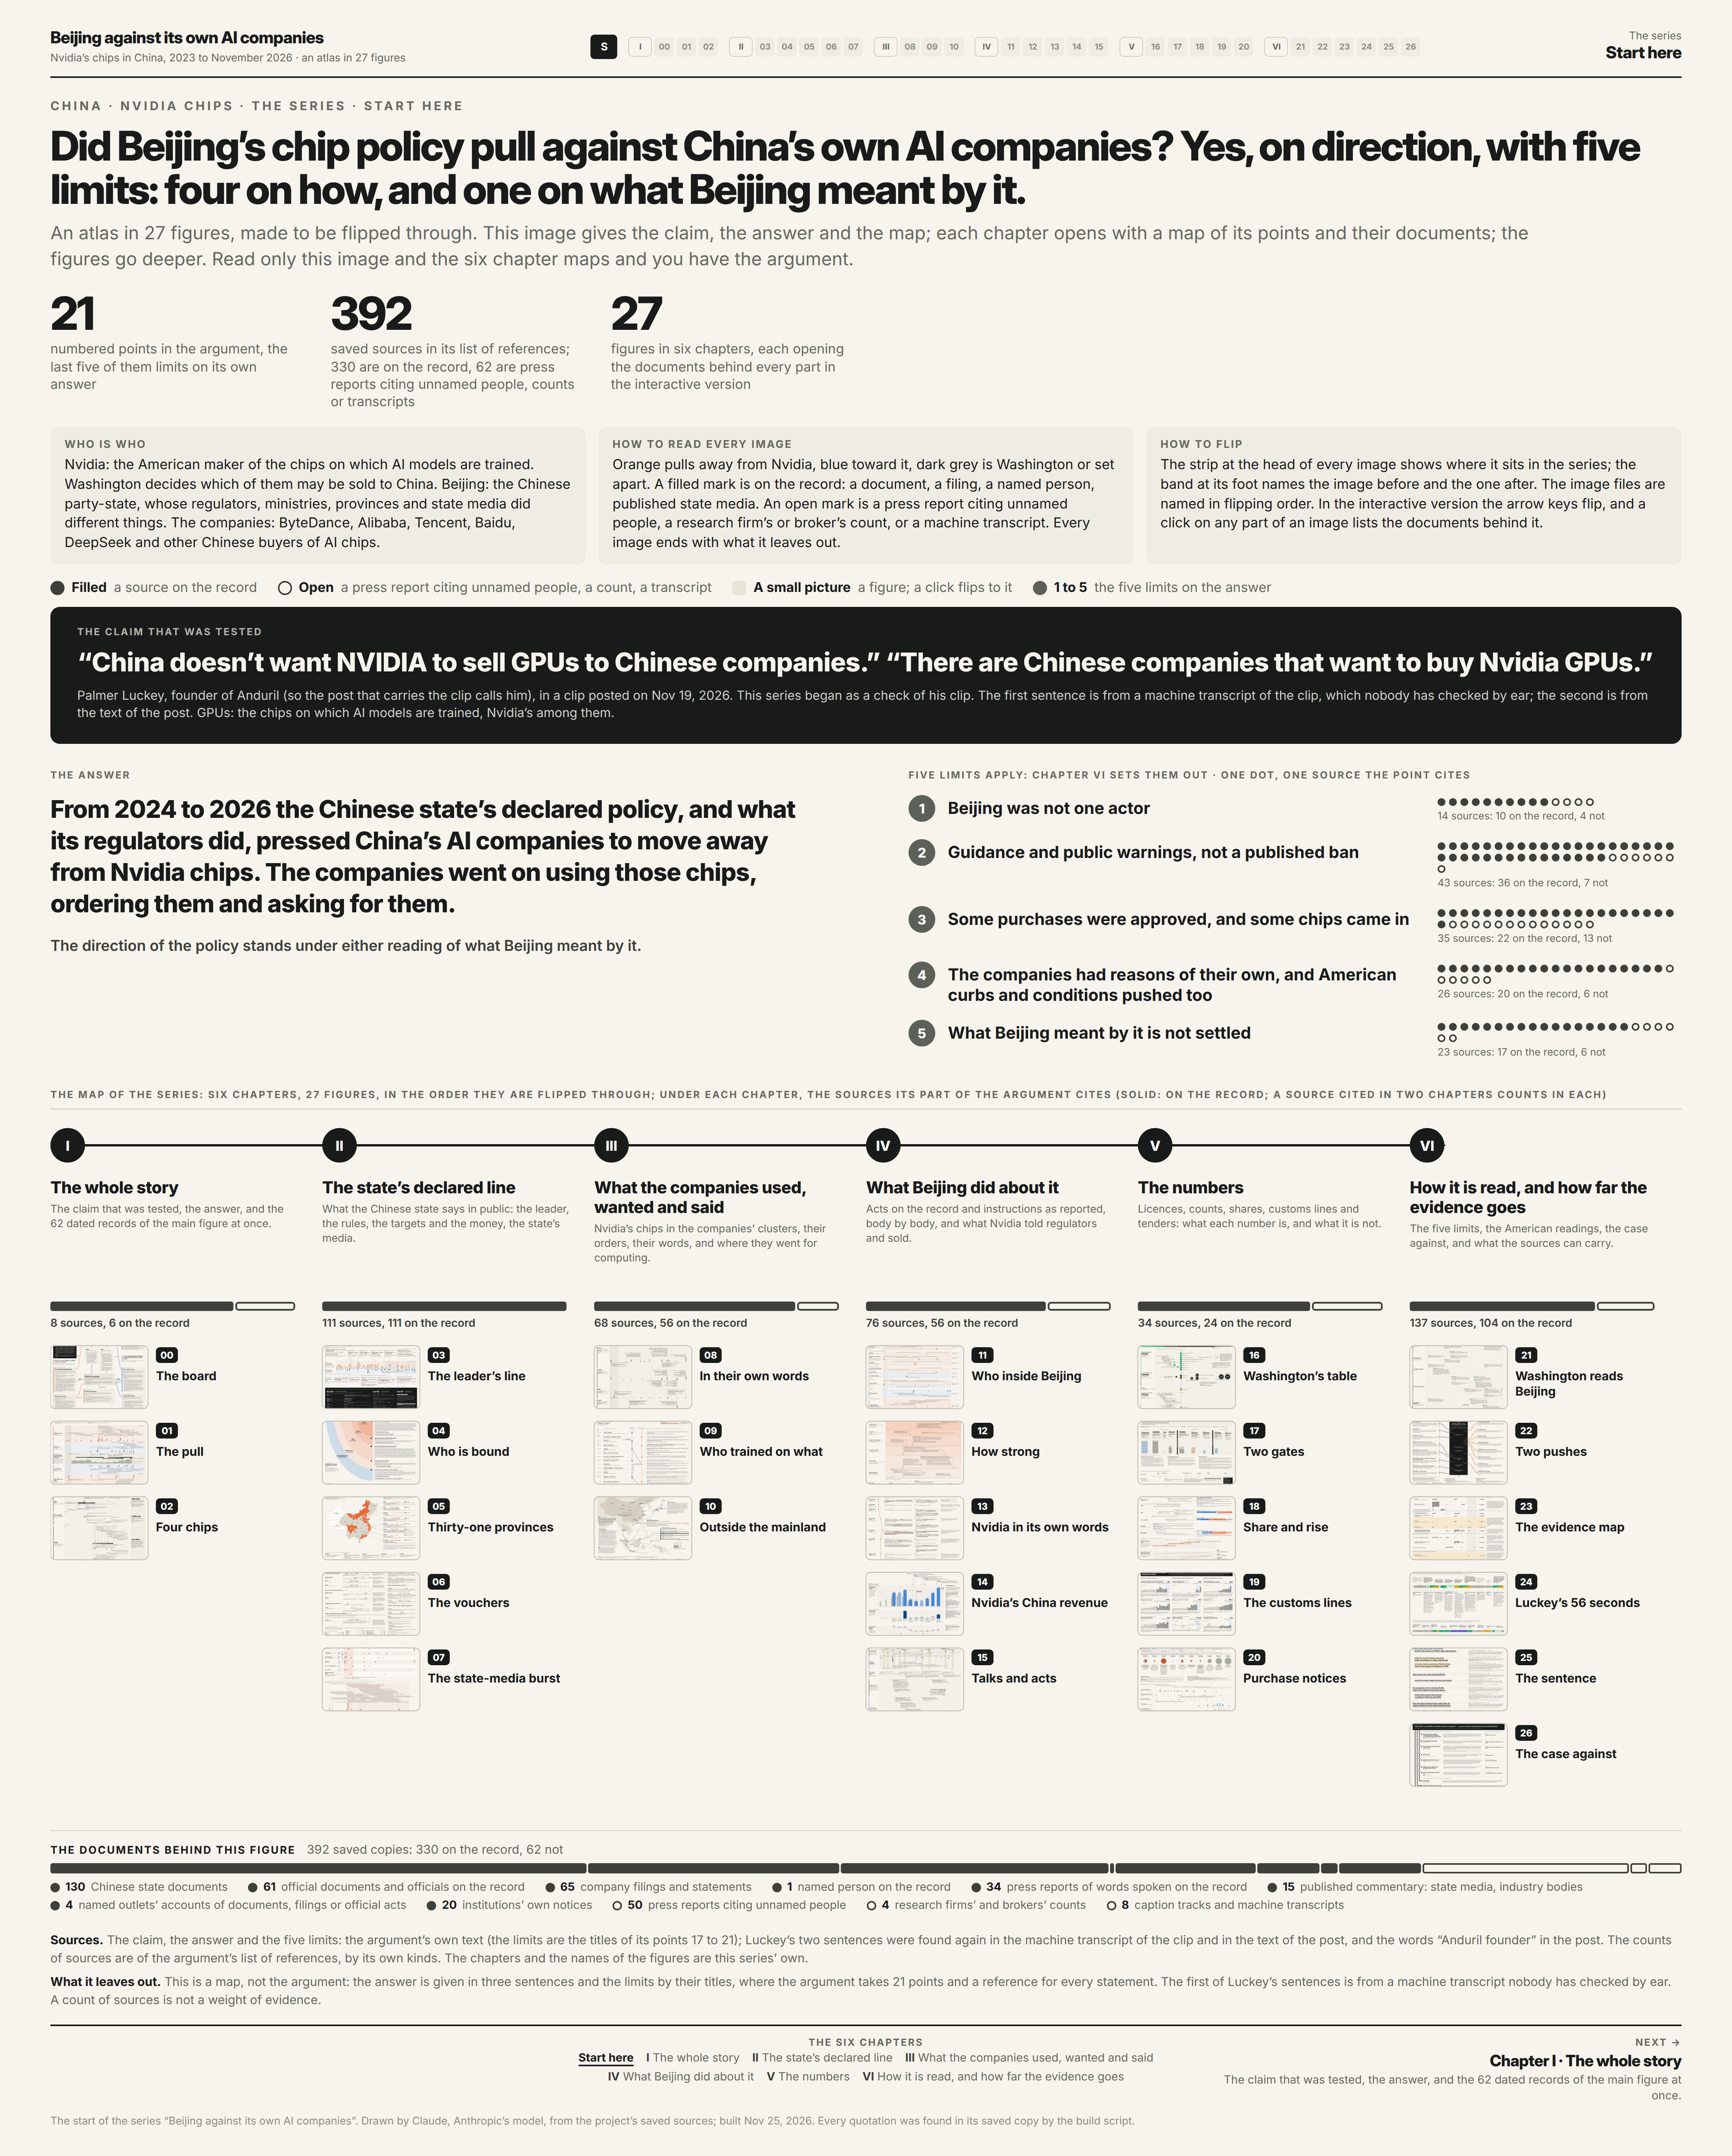 Beijing against its own AI companies
Nvidia’s chips in China, 2023 to November 2026 · an atlas in 27 figures
S I 00 01 02 II 03 04 05 06 07 III 08 09 10 IV 11 12 13 14 15 V 16 17 18 19 20 VI 21 22 23 24 25 26
The series
Start here
CHINA · NVIDIA CHIPS · THE SERIES · START HERE
Did Beijing’s chip policy pull against China’s own AI companies? Yes, on direction, with five
limits: four on how, and one on what Beijing meant by it.
An atlas in 27 figures, made to be flipped through. This image gives the claim, the answer and the map; each chapter opens with a map of its points and their documents; the
figures go deeper. Read only this image and the six chapter maps and you have the argument.
21
numbered points in the argument, the
last five of them limits on its own
answer
392
saved sources in its list of references;
330 are on the record, 62 are press
reports citing unnamed people, counts
or transcripts
27
figures in six chapters, each opening
the documents behind every part in
the interactive version
WHO IS WHO
Nvidia: the American maker of the chips on which AI models are trained.
Washington decides which of them may be sold to China. Beijing: the Chinese
party-state, whose regulators, ministries, provinces and state media did
different things. The companies: ByteDance, Alibaba, Tencent, Baidu,
DeepSeek and other Chinese buyers of AI chips.
HOW TO READ EVERY IMAGE
Orange pulls away from Nvidia, blue toward it, dark grey is Washington or set
apart. A filled mark is on the record: a document, a filing, a named person,
published state media. An open mark is a press report citing unnamed
people, a research firm’s or broker’s count, or a machine transcript. Every
image ends with what it leaves out.
HOW TO FLIP
The strip at the head of every image shows where it sits in the series; the
band at its foot names the image before and the one after. The image files are
named in flipping order. In the interactive version the arrow keys flip, and a
click on any part of an image lists the documents behind it.
Filled a source on the record Open a press report citing unnamed people, a count, a transcript A small picture a figure; a click flips to it 1 to 5 the five limits on the answer
THE CLAIM THAT WAS TESTED
“China doesn’t want NVIDIA to sell GPUs to Chinese companies.” “There are Chinese companies that want to buy Nvidia GPUs.”
Palmer Luckey, founder of Anduril (so the post that carries the clip calls him), in a clip posted on Nov 19, 2026. This series began as a check of his clip. The first sentence is from a machine transcript of the clip, which nobody has checked by ear; the second is from
the text of the post. GPUs: the chips on which AI models are trained, Nvidia’s among them.
THE ANSWER
From 2024 to 2026 the Chinese state’s declared policy, and what
its regulators did, pressed China’s AI companies to move away
from Nvidia chips. The companies went on using those chips,
ordering them and asking for them.
The direction of the policy stands under either reading of what Beijing meant by it.
FIVE LIMITS APPLY: CHAPTER VI SETS THEM OUT · ONE DOT, ONE SOURCE THE POINT CITES
1 Beijing was not one actor
14 sources: 10 on the record, 4 not
2 Guidance and public warnings, not a published ban
43 sources: 36 on the record, 7 not
3 Some purchases were approved, and some chips came in
35 sources: 22 on the record, 13 not
4 The companies had reasons of their own, and American
curbs and conditions pushed too
26 sources: 20 on the record, 6 not
5 What Beijing meant by it is not settled
23 sources: 17 on the record, 6 not
THE MAP OF THE SERIES: SIX CHAPTERS, 27 FIGURES, IN THE ORDER THEY ARE FLIPPED THROUGH; UNDER EACH CHAPTER, THE SOURCES ITS PART OF THE ARGUMENT CITES (SOLID: ON THE RECORD; A SOURCE CITED IN TWO CHAPTERS COUNTS IN EACH)
I
The whole story
The claim that was tested, the answer, and the
62 dated records of the main figure at once.
8 sources, 6 on the record
00
The board
01
The pull
02
Four chips
II
The state’s declared line
What the Chinese state says in public: the leader,
the rules, the targets and the money, the state’s
media.
111 sources, 111 on the record
03
The leader’s line
04
Who is bound
05
Thirty-one provinces
06
The vouchers
07
The state-media burst
III
What the companies used,
wanted and said
Nvidia’s chips in the companies’ clusters, their
orders, their words, and where they went for
computing.
68 sources, 56 on the record
08
In their own words
09
Who trained on what
10
Outside the mainland
IV
What Beijing did about it
Acts on the record and instructions as reported,
body by body, and what Nvidia told regulators
and sold.
76 sources, 56 on the record
11
Who inside Beijing
12
How strong
13
Nvidia in its own words
14
Nvidia’s China revenue
15
Talks and acts
V
The numbers
Licences, counts, shares, customs lines and
tenders: what each number is, and what it is not.
34 sources, 24 on the record
16
Washington’s table
17
Two gates
18
Share and rise
19
The customs lines
20
Purchase notices
VI
How it is read, and how far the
evidence goes
The five limits, the American readings, the case
against, and what the sources can carry.
137 sources, 104 on the record
21
Washington reads
Beijing
22
Two pushes
23
The evidence map
24
Luckey’s 56 seconds
25
The sentence
26
The case against
THE DOCUMENTS BEHIND THIS FIGURE 392 saved copies: 330 on the record, 62 not
130 Chinese state documents 61 official documents and officials on the record 65 company filings and statements 1 named person on the record 34 press reports of words spoken on the record 15 published commentary: state media, industry bodies
4 named outlets’ accounts of documents, filings or official acts 20 institutions’ own notices 50 press reports citing unnamed people 4 research firms’ and brokers’ counts 8 caption tracks and machine transcripts
Sources. The claim, the answer and the five limits: the argument’s own text (the limits are the titles of its points 17 to 21); Luckey’s two sentences were found again in the machine transcript of the clip and in the text of the post, and the words “Anduril founder” in the post. The counts
of sources are of the argument’s list of references, by its own kinds. The chapters and the names of the figures are this series’ own.
What it leaves out. This is a map, not the argument: the answer is given in three sentences and the limits by their titles, where the argument takes 21 points and a reference for every statement. The first of Luckey’s sentences is from a machine transcript nobody has checked by ear.
A count of sources is not a weight of evidence.
THE SIX CHAPTERS
Start here I The whole story II The state’s declared line III What the companies used, wanted and said
IV What Beijing did about it V The numbers VI How it is read, and how far the evidence goes
NEXT →
Chapter I · The whole story
The claim that was tested, the answer, and the 62 dated records of the main figure at
once.
The start of the series “Beijing against its own AI companies”. Drawn by Claude, Anthropic’s model, from the project’s saved sources; built Nov 25, 2026. Every quotation was found in its saved copy by the build script.